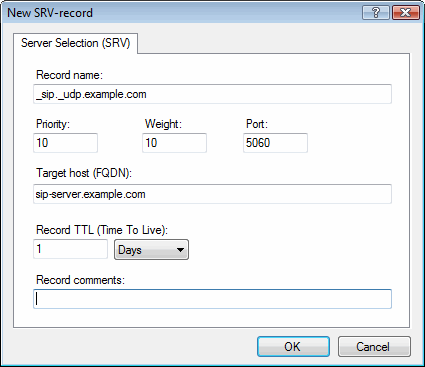 New SRV-record
Server Selection (SRV)
Record name:
_sip._udp.example.com
Priority: Weight: Port:
10 10 5060
Target host (FQDN):
sip-server.example.com
Record TTL (Time To Live):
1 Days
Record comments:
OK Cancel